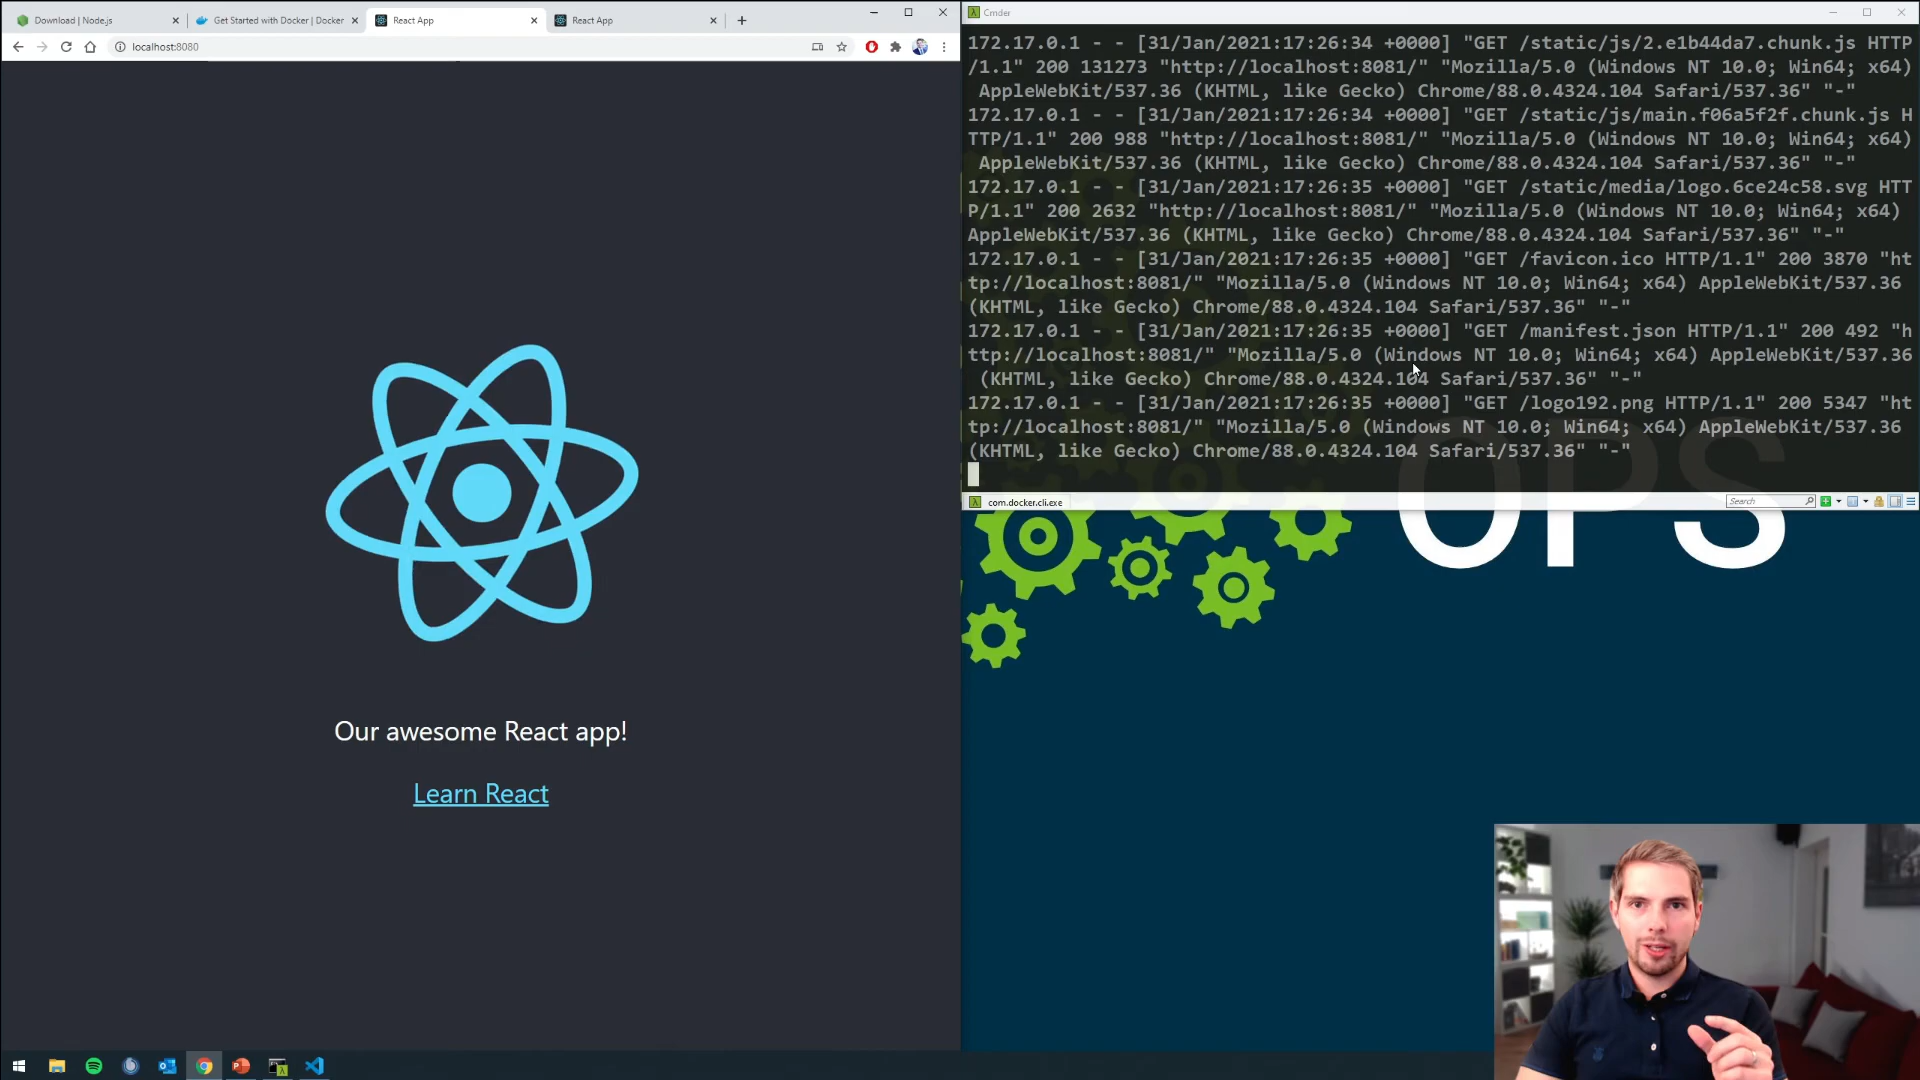 Download | Node.js
Get Started with Docker | Docker
React App
React App
localhost:8080
Our awesome React app!
Learn React
Cmder
172.17.0.1 - - [31/Jan/2021:17:26:34 +0000] "GET /static/js/2.e1b44da7.chunk.js HTTP
/1.1" 200 131273 "http://localhost:8081/" "Mozilla/5.0 (Windows NT 10.0; Win64; x64)
AppleWebKit/537.36 (KHTML, like Gecko) Chrome/88.0.4324.104 Safari/537.36" "-"
172.17.0.1 - - [31/Jan/2021:17:26:34 +0000] "GET /static/js/main.f06a5f2f.chunk.js H
TTP/1.1" 200 988 "http://localhost:8081/" "Mozilla/5.0 (Windows NT 10.0; Win64; x64)
AppleWebKit/537.36 (KHTML, like Gecko) Chrome/88.0.4324.104 Safari/537.36" "-"
172.17.0.1 - - [31/Jan/2021:17:26:35 +0000] "GET /static/media/logo.6ce24c58.svg HTT
P/1.1" 200 2632 "http://localhost:8081/" "Mozilla/5.0 (Windows NT 10.0; Win64; x64)
AppleWebKit/537.36 (KHTML, like Gecko) Chrome/88.0.4324.104 Safari/537.36" "-"
172.17.0.1 - - [31/Jan/2021:17:26:35 +0000] "GET /favicon.ico HTTP/1.1" 200 3870 "ht
tp://localhost:8081/" "Mozilla/5.0 (Windows NT 10.0; Win64; x64) AppleWebKit/537.36
(KHTML, like Gecko) Chrome/88.0.4324.104 Safari/537.36" "-"
172.17.0.1 - - [31/Jan/2021:17:26:35 +0000] "GET /manifest.json HTTP/1.1" 200 492 "h
ttp://localhost:8081/" "Mozilla/5.0 (Windows NT 10.0; Win64; x64) AppleWebKit/537.36
(KHTML, like Gecko) Chrome/88.0.4324.104 Safari/537.36" "-"
172.17.0.1 - - [31/Jan/2021:17:26:35 +0000] "GET /logo192.png HTTP/1.1" 200 5347 "ht
tp://localhost:8081/" "Mozilla/5.0 (Windows NT 10.0; Win64; x64) AppleWebKit/537.36
(KHTML, like Gecko) Chrome/88.0.4324.104 Safari/537.36" "-"
com.docker.cli.exe
Search
OPS